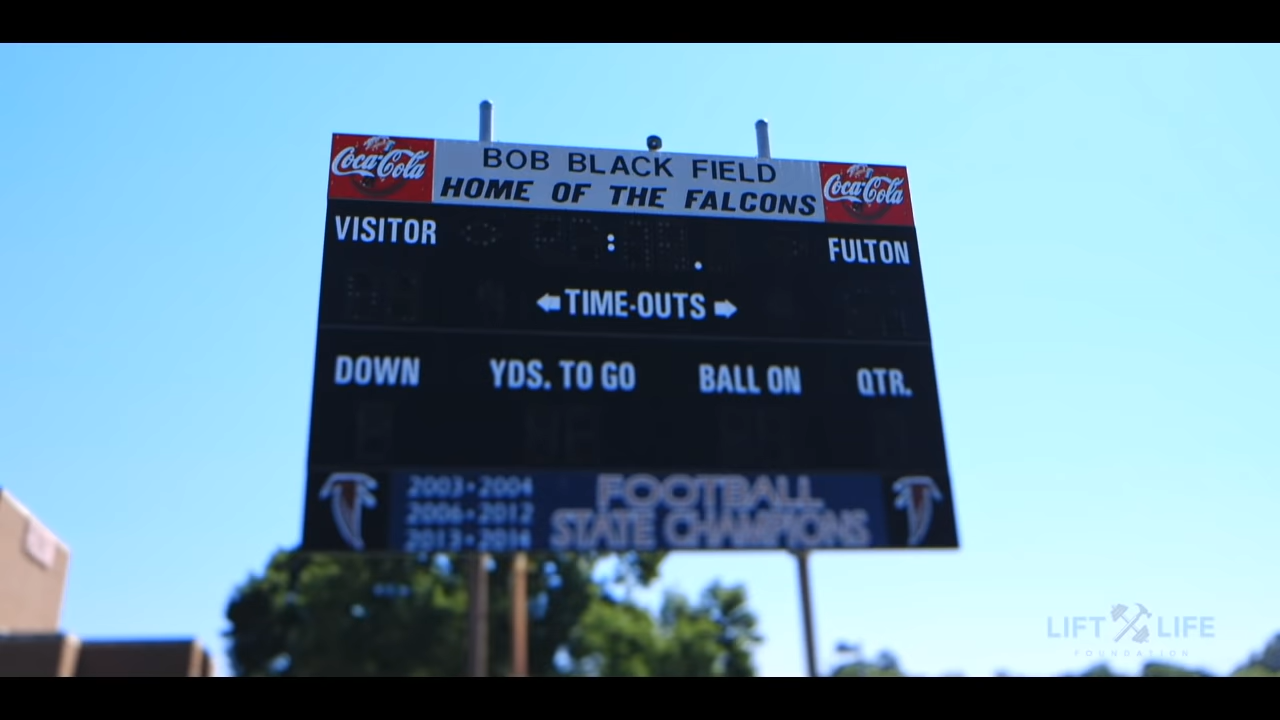 Coca-Cola
BOB BLACK FIELD
Coca-Cola
HOME OF THE FALCONS
VISITOR
FULTON
TIME-OUTS
DOWN YDS. TO GO BALL ON QTR.
2003 • 2004
2006 • 2012
2013 • 2014
FOOTBALL
STATE CHAMPIONS
LIFT LIFE
FOUNDATION